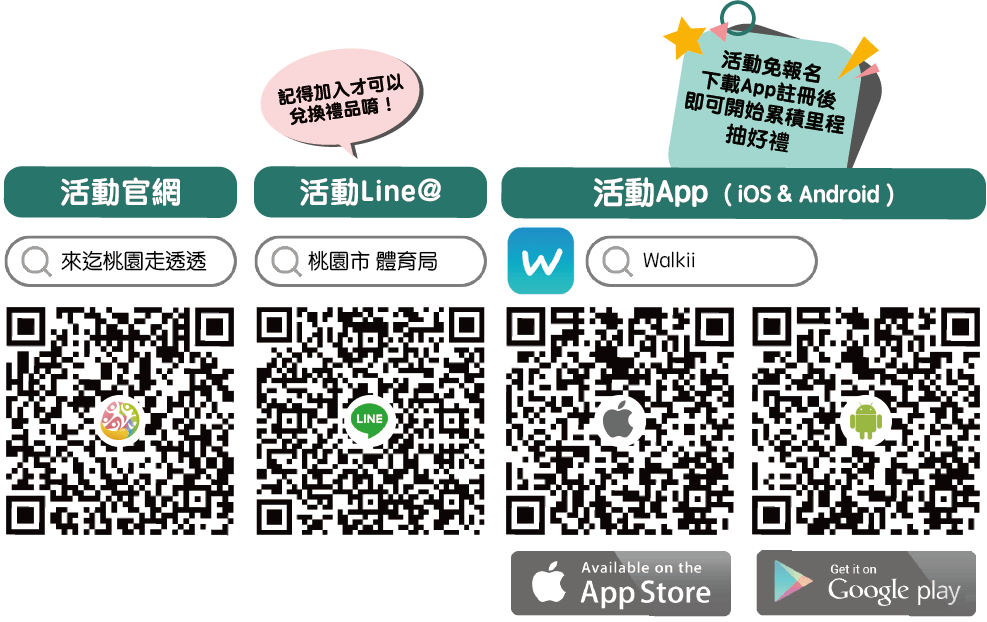 活動免報名
下載App註冊後
即可開始累積里程
抽好禮
記得加入才可以
兌換禮品唷！
活動官網
活動Line@
活動App（iOS & Android）
來迄桃園走透透
桃園市 體育局
W
Walkii
LINE
Available on the
App Store
Get it on
Google play